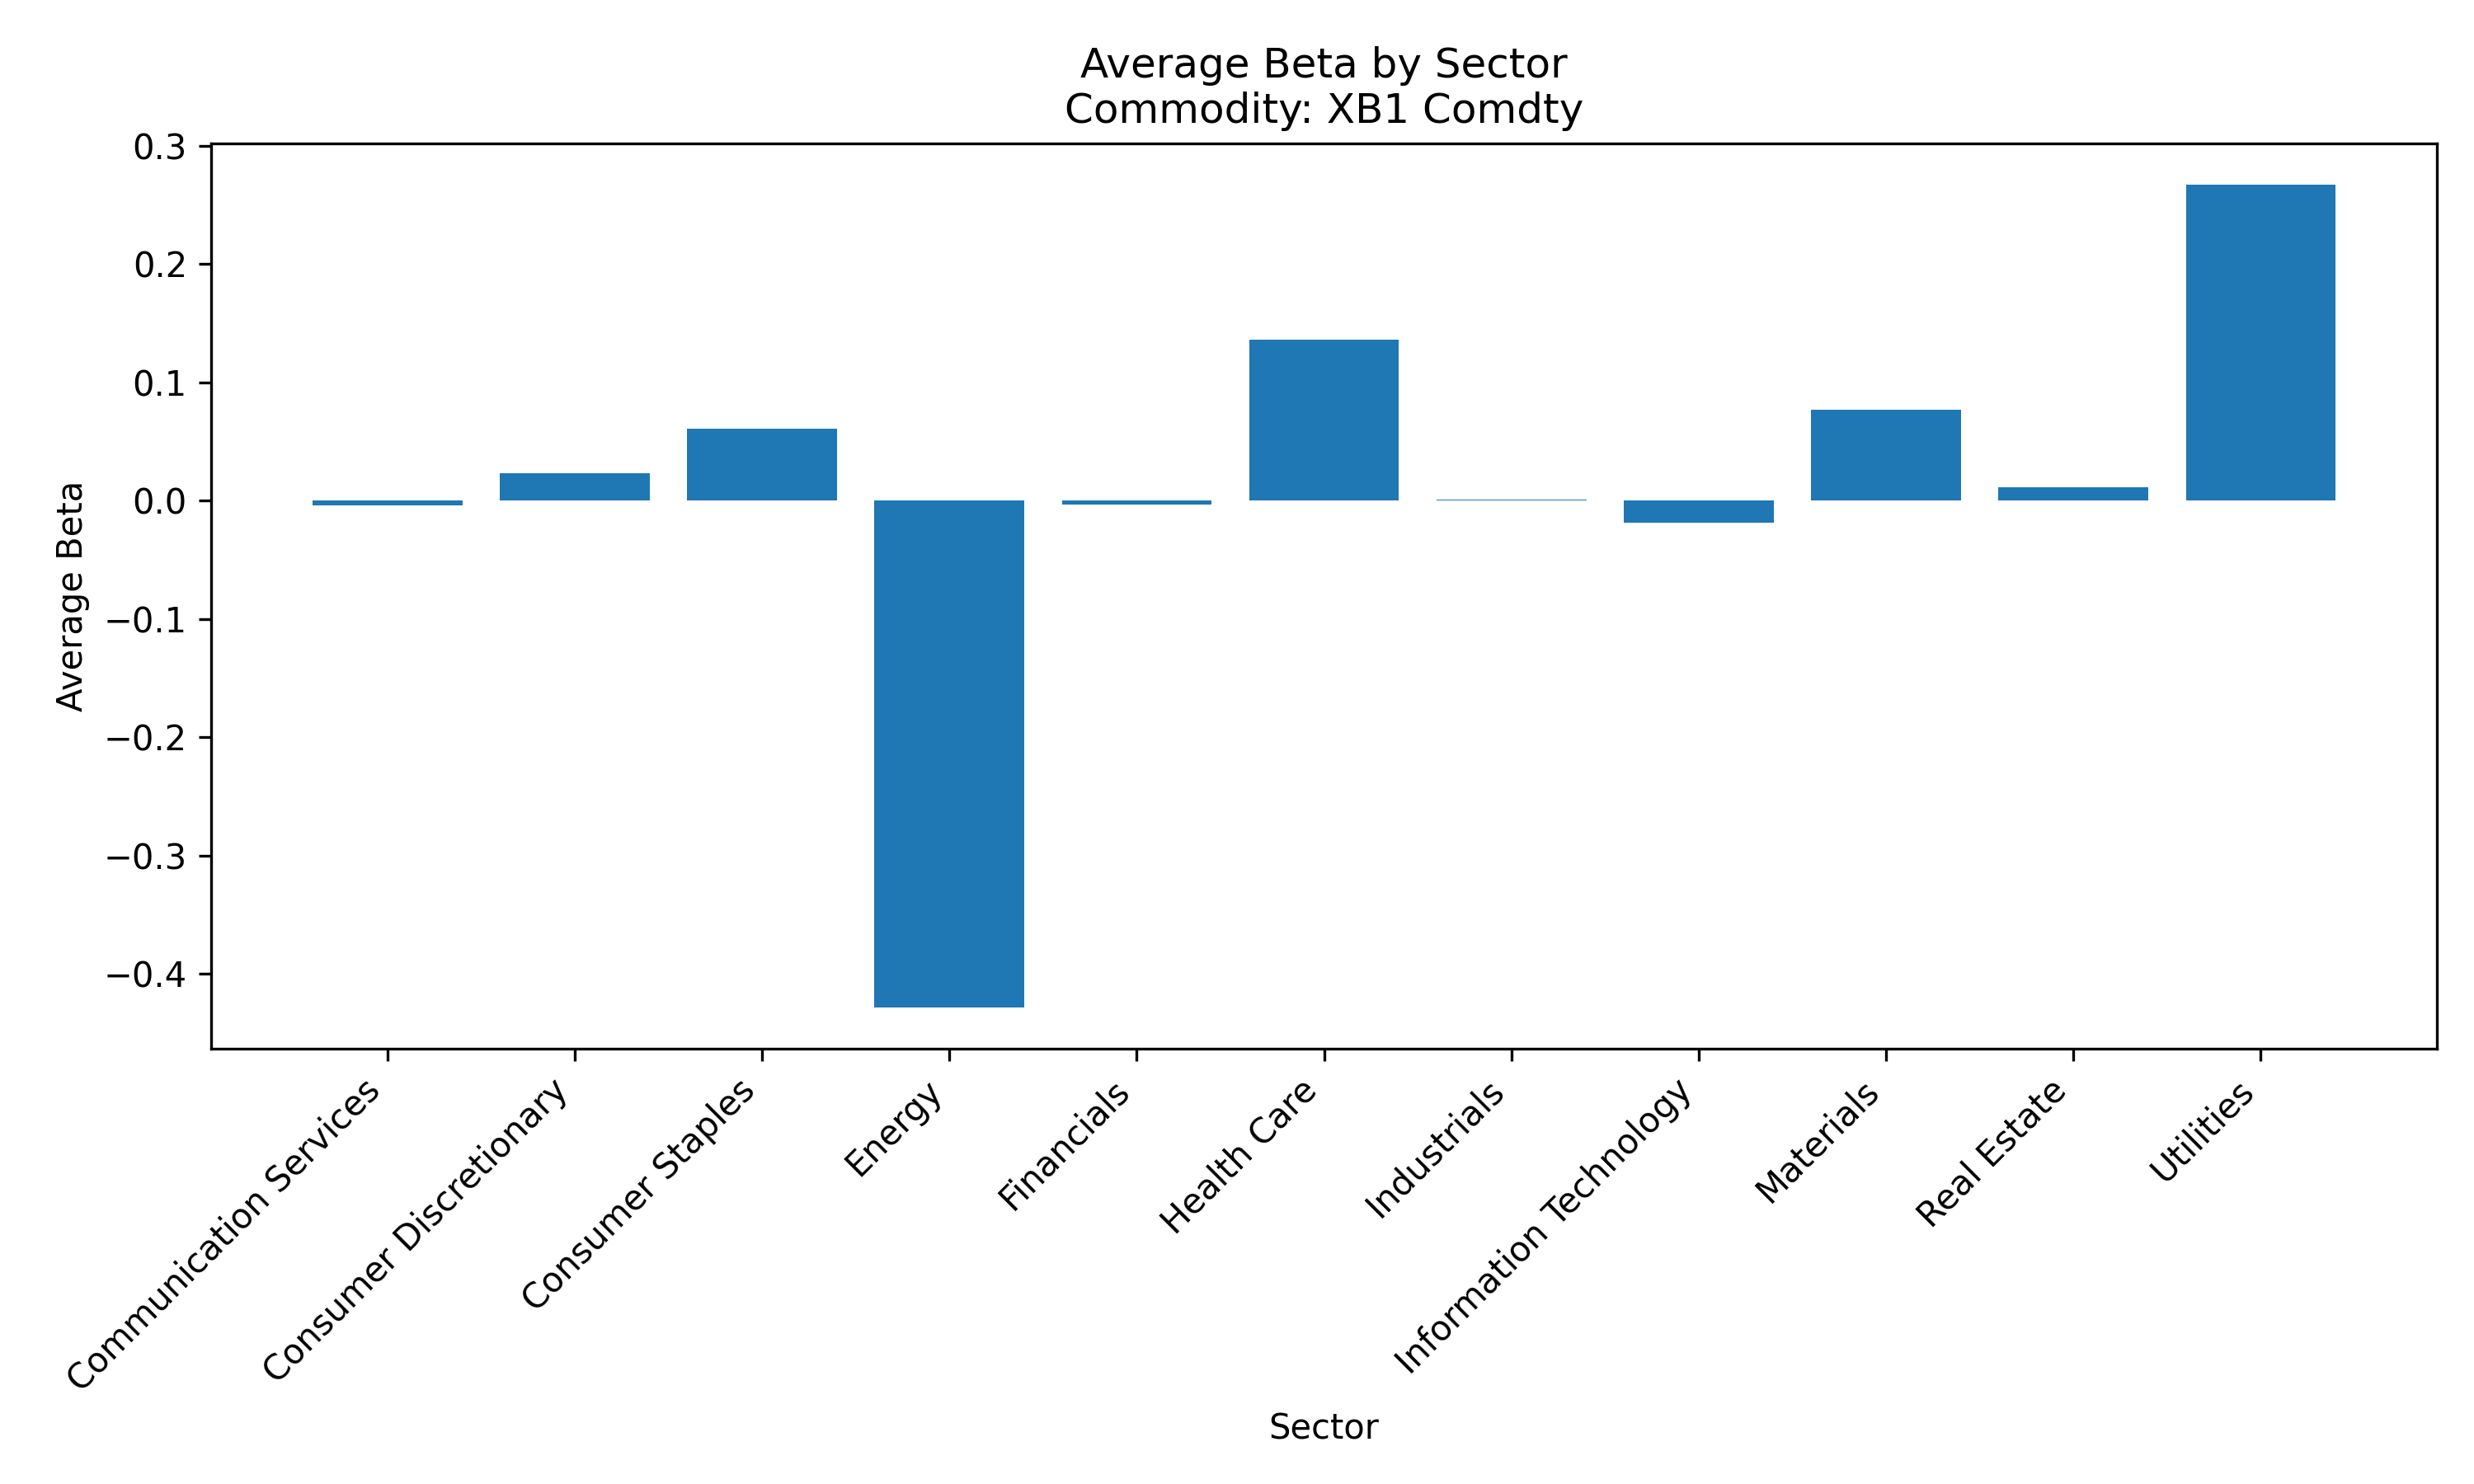 Average Beta by Sector
Commodity: XB1 Comdty
0.3
0.2
0.1
0.0
−0.1
−0.2
−0.3
−0.4
Average Beta
Communication Services
Consumer Discretionary
Consumer Staples
Energy
Financials
Health Care
Industrials
Information Technology
Materials
Real Estate
Utilities
Sector